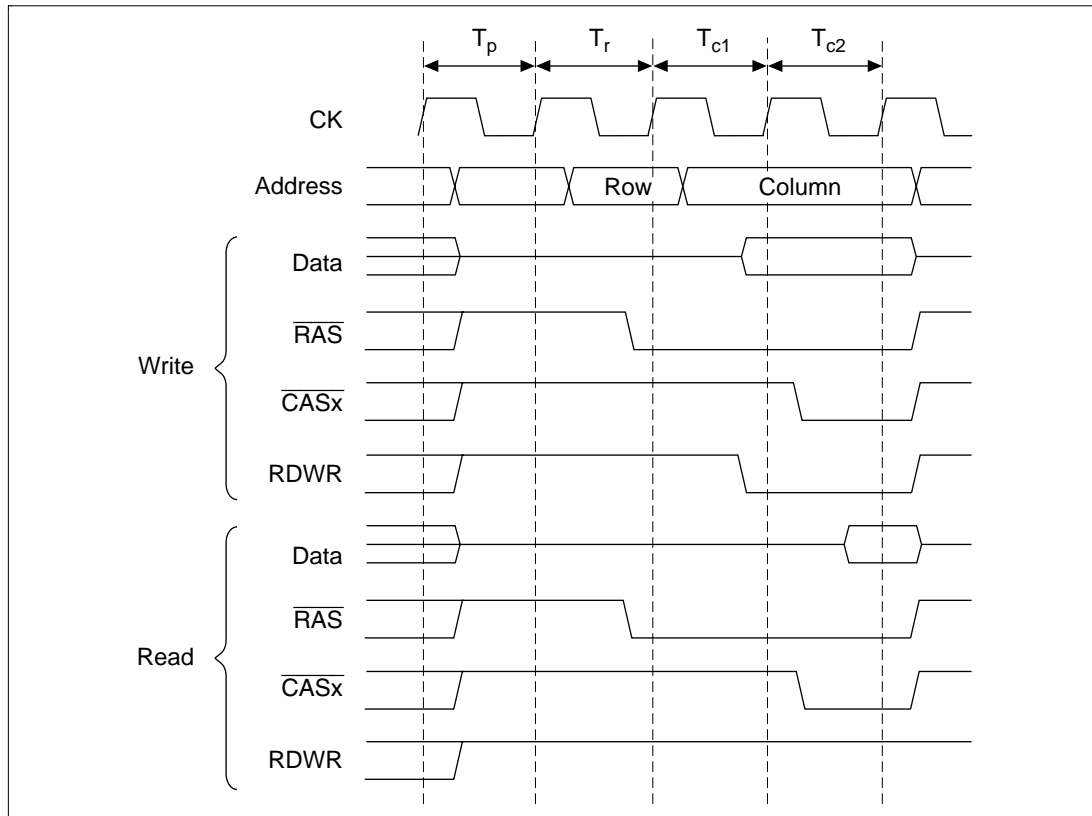 Tp Tr Tc1 Tc2
CK
Address Row Column
Data
RAS
Write
CASx
RDWR
Data
RAS
Read
CASx
RDWR